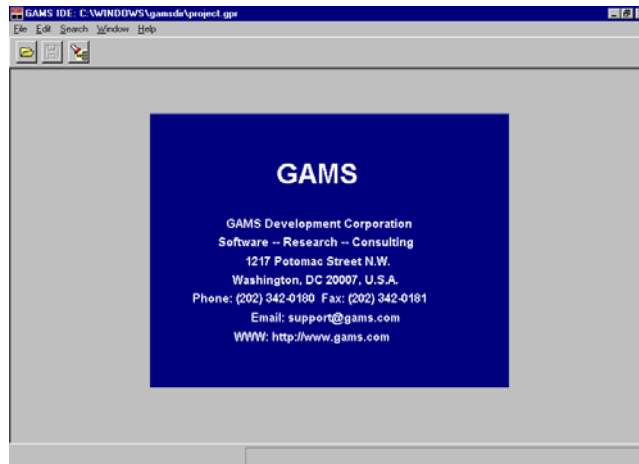 GAMS IDE: C:\WINDOWS\gamsdir\project.gpr
File Edit Search Window Help
GAMS
GAMS Development Corporation
Software -- Research -- Consulting
1217 Potomac Street N.W.
Washington, DC 20007, U.S.A.
Phone: (202) 342-0180 Fax: (202) 342-0181
Email: support@gams.com
WWW: http://www.gams.com